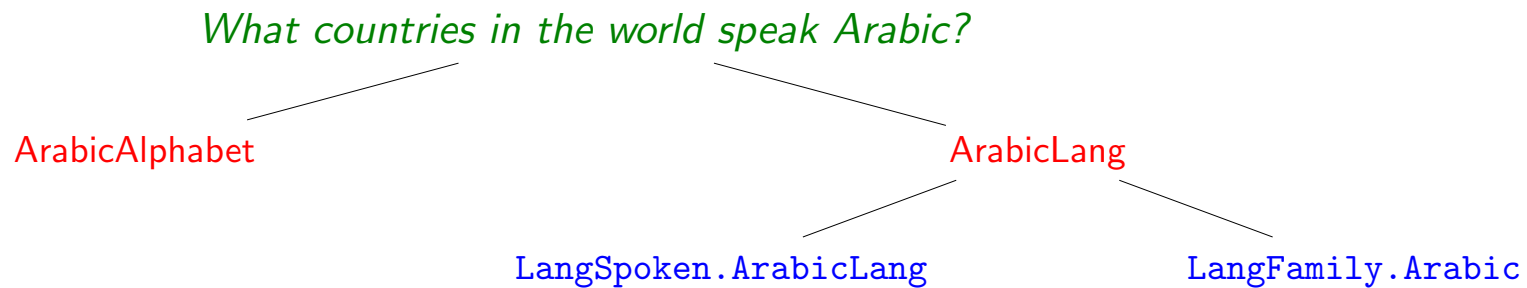 What countries in the world speak Arabic?
ArabicAlphabet ArabicLang
LangSpoken.ArabicLang LangFamily.Arabic